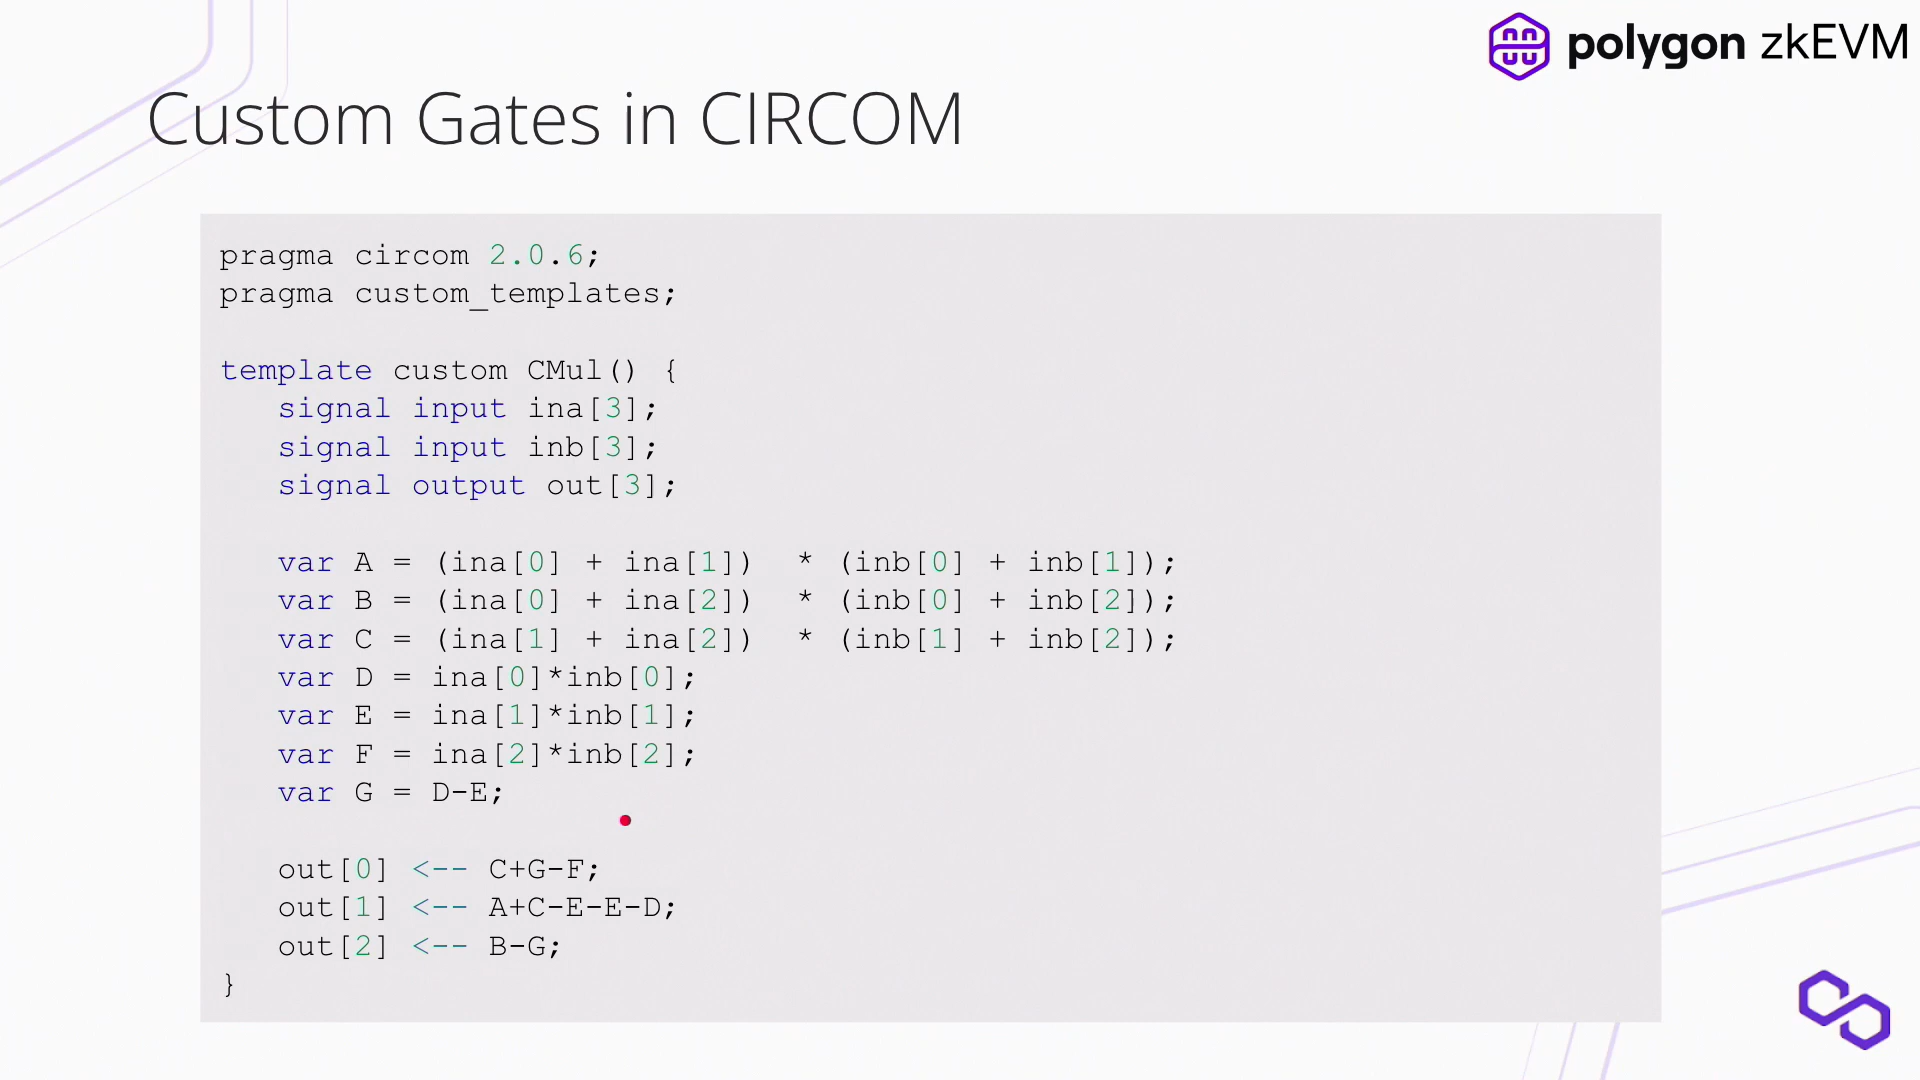 polygon zkEVM
Custom Gates in CIRCOM
pragma circom 2.0.6;
pragma custom_templates;
template custom CMul() {
signal input ina[3];
signal input inb[3];
signal output out[3];
var A = (ina[0] + ina[1])  * (inb[0] + inb[1]);
var B = (ina[0] + ina[2])  * (inb[0] + inb[2]);
var C = (ina[1] + ina[2])  * (inb[1] + inb[2]);
var D = ina[0]*inb[0];
var E = ina[1]*inb[1];
var F = ina[2]*inb[2];
var G = D-E;
out[0] <-- C+G-F;
out[1] <-- A+C-E-E-D;
out[2] <-- B-G;
}